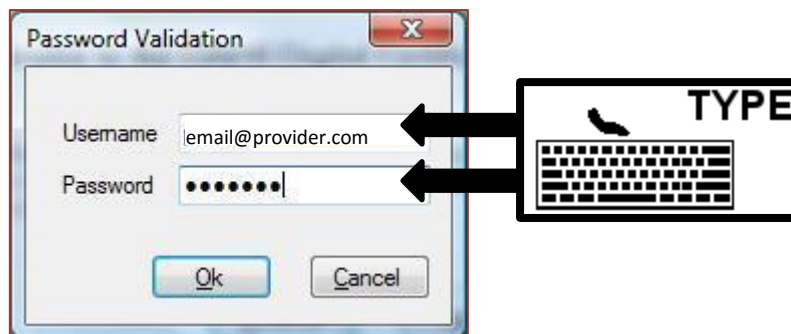 Password Validation
Username email@provider.com
Password ●●●●●●●
Ok Cancel
TYPE